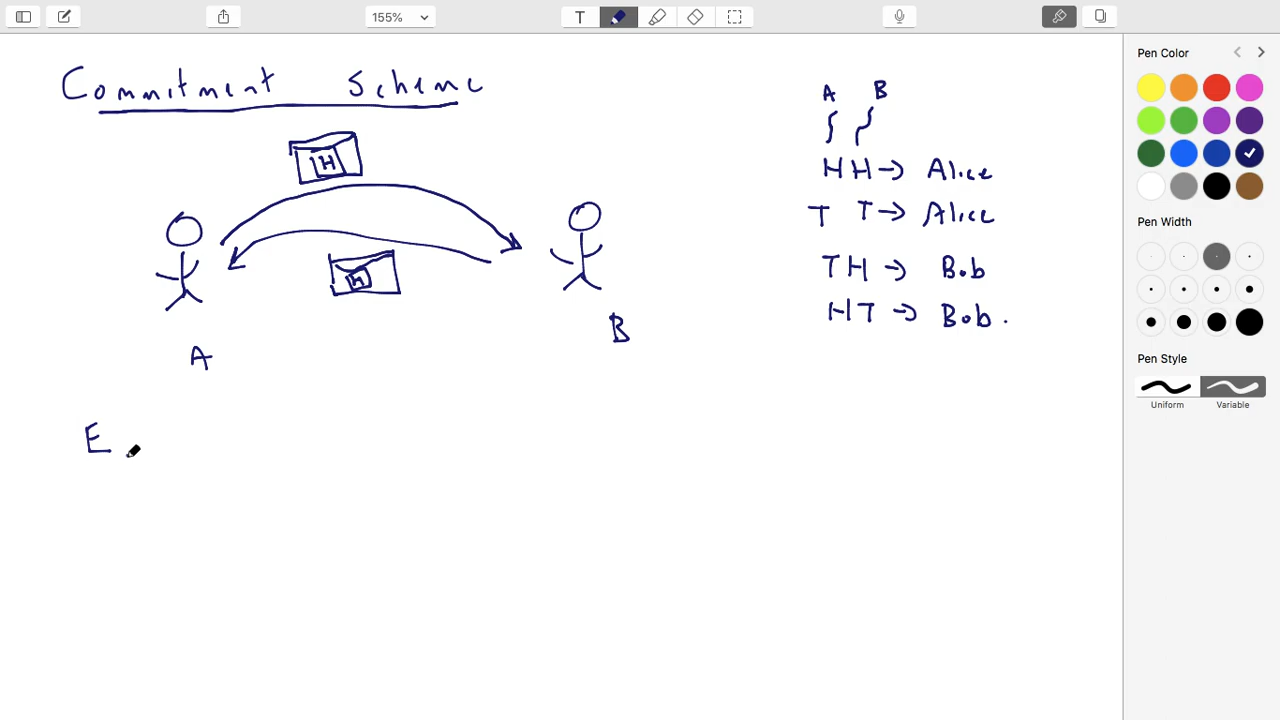 155%
T
Commitment Scheme
H
H
A
B
E
A B
HH → Alice
T T → Alice
TH → Bob
HT → Bob.
Pen Color
Pen Width
Pen Style
Uniform Variable